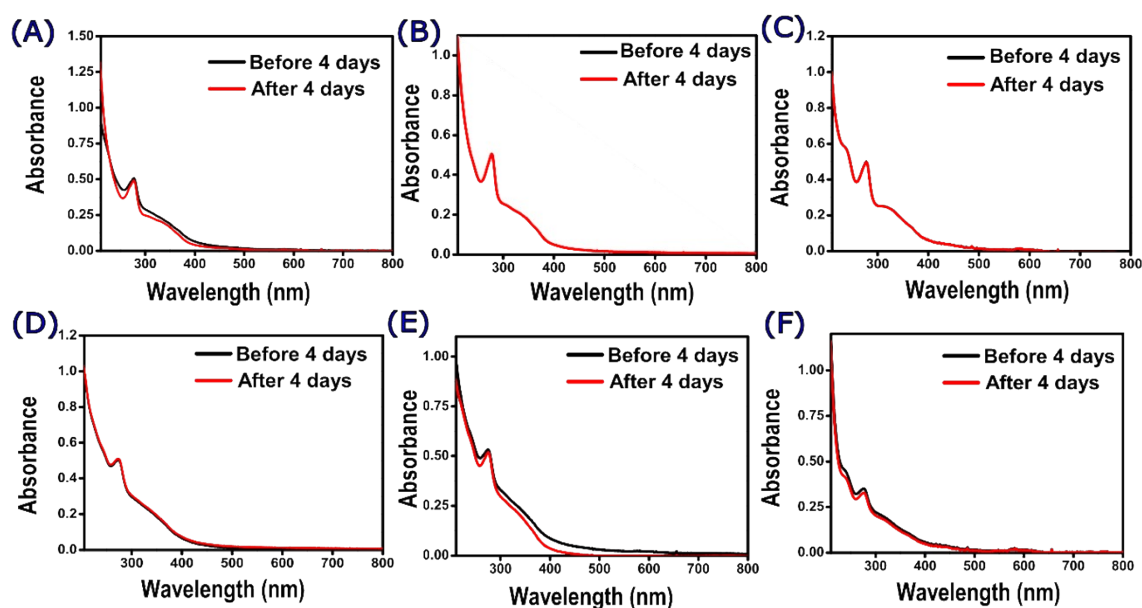 (A)
1.50
1.25
1.00
0.75
0.50
0.25
0.00
300 400 500 600 700 800
Absorbance
Wavelength (nm)
Before 4 days
After 4 days
(B)
1.0
0.8
0.6
0.4
0.2
0.0
300 400 500 600 700 800
Absorbance
Wavelength (nm)
Before 4 days
After 4 days
(C)
1.2
1.0
0.8
0.6
0.4
0.2
0.0
300 400 500 600 700 800
Absorbance
Wavelength (nm)
Before 4 days
After 4 days
(D)
1.2
1.0
0.8
0.6
0.4
0.2
0.0
300 400 500 600 700 800
Absorbance
Wavelength (nm)
Before 4 days
After 4 days
(E)
1.00
0.75
0.50
0.25
0.00
300 400 500 600 700 800
Absorbance
Wavelength (nm)
Before 4 days
After 4 days
(F)
1.00
0.75
0.50
0.25
0.00
300 400 500 600 700 800
Absorbance
Wavelength (nm)
Before 4 days
After 4 days